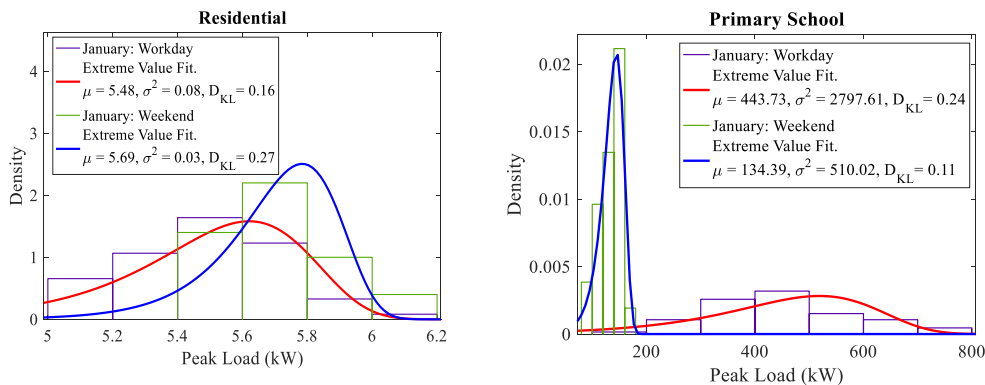 Residential
January: Workday
Extreme Value Fit.
μ = 5.48, σ² = 0.08, D_KL= 0.16
January: Weekend
Extreme Value Fit.
μ = 5.69, σ² = 0.03, D_KL= 0.27
Density
4
3
2
1
0
5 5.2 5.4 5.6 5.8 6 6.2
Peak Load (kW)
Primary School
January: Workday
Extreme Value Fit.
μ = 443.73, σ² = 2797.61, D_KL= 0.24
January: Weekend
Extreme Value Fit.
μ = 134.39, σ² = 510.02, D_KL= 0.11
Density
0.02
0.015
0.01
0.005
0
200 400 600 800
Peak Load (kW)